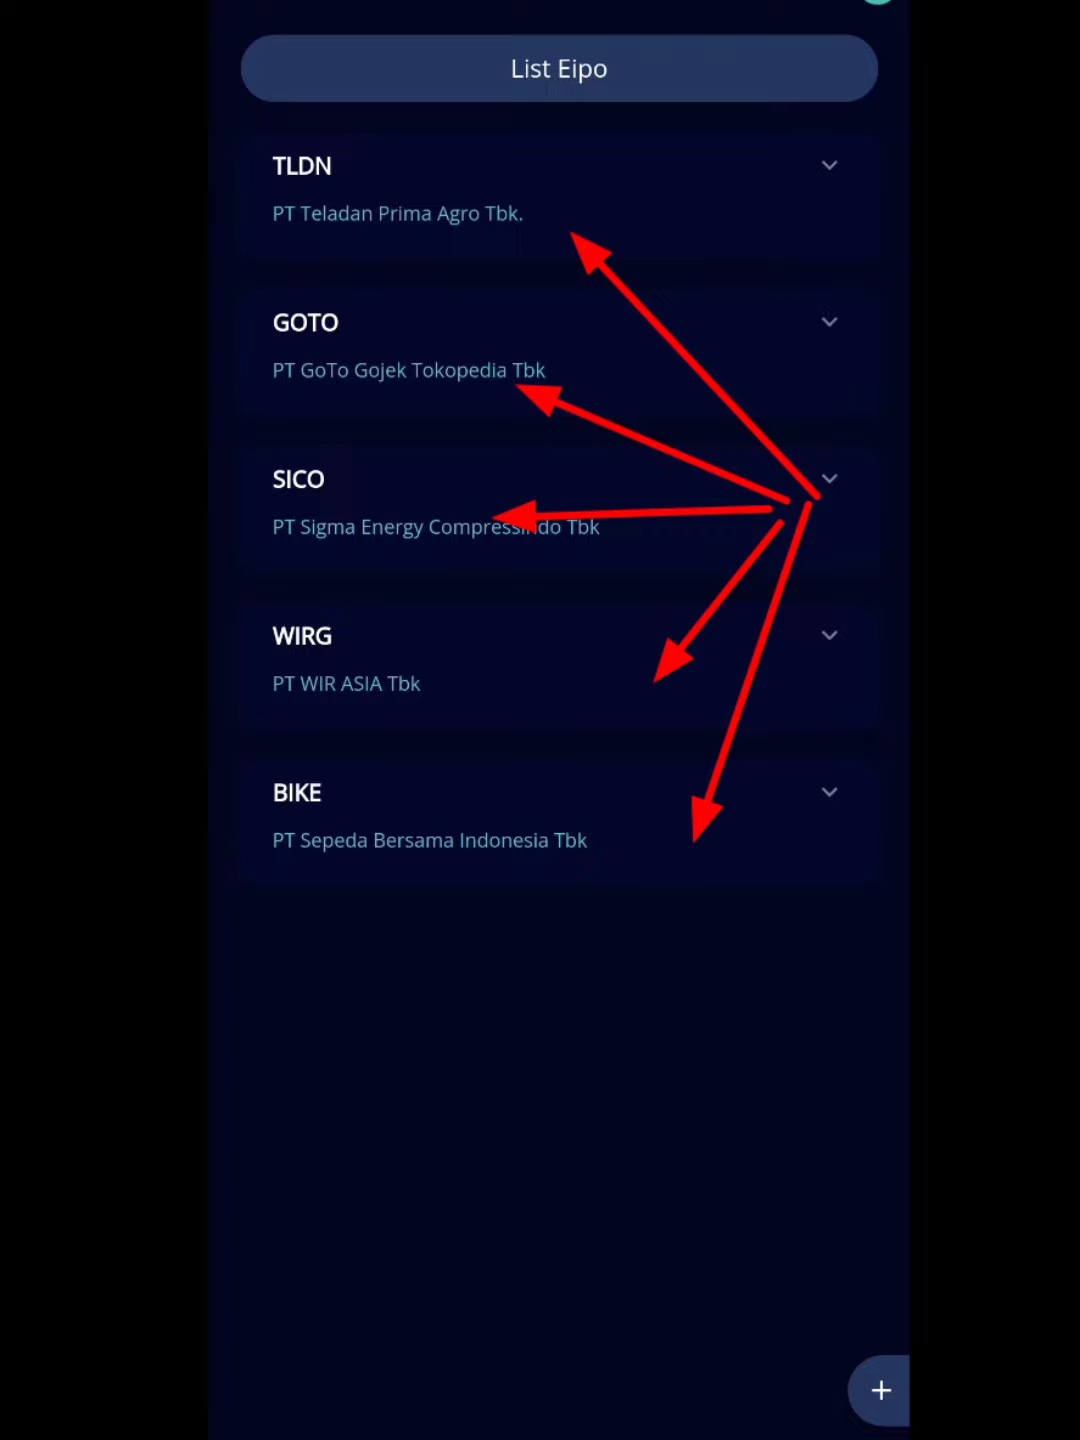 List Eipo
TLDN
PT Teladan Prima Agro Tbk.
GOTO
PT GoTo Gojek Tokopedia Tbk
SICO
PT Sigma Energy Compressindo Tbk
WIRG
PT WIR ASIA Tbk
BIKE
PT Sepeda Bersama Indonesia Tbk
+